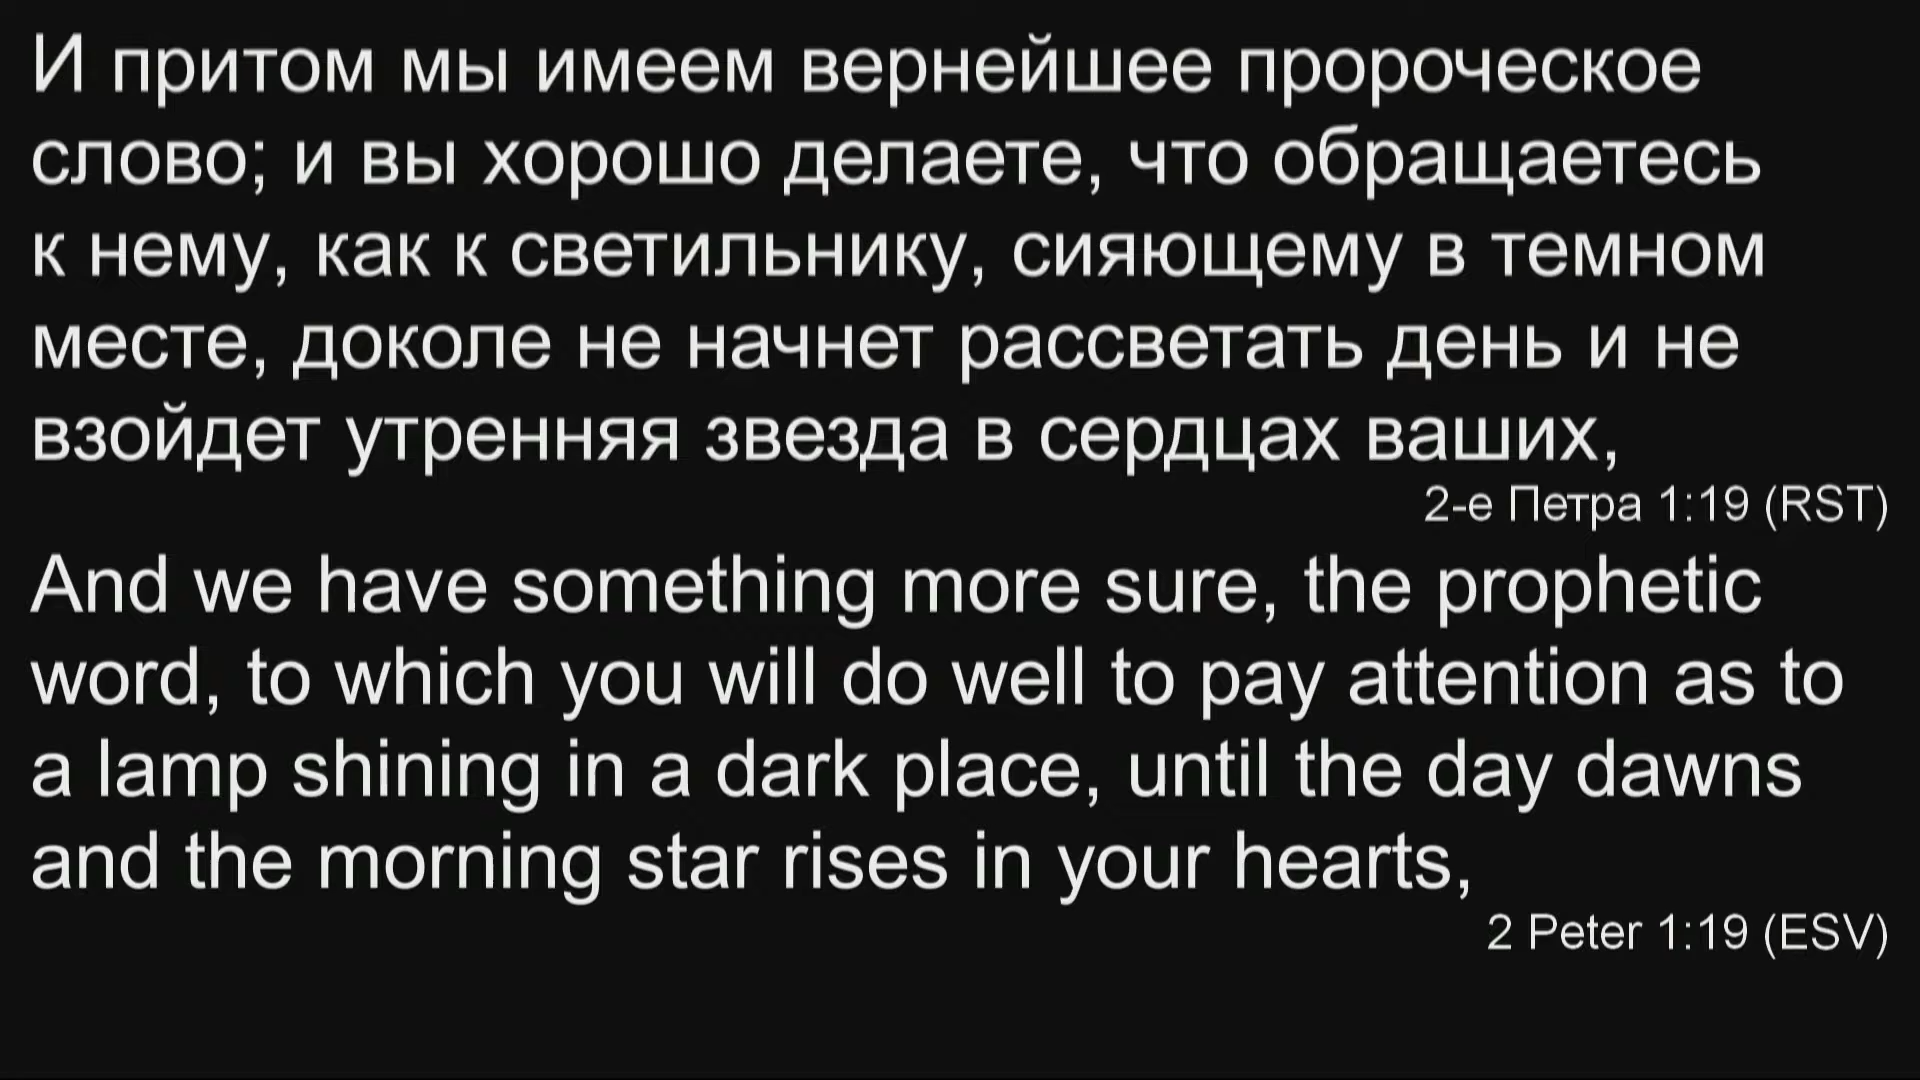 И притом мы имеем вернейшее пророческое
слово; и вы хорошо делаете, что обращаетесь
к нему, как к светильнику, сияющему в темном
месте, доколе не начнет рассветать день и не
взойдет утренняя звезда в сердцах ваших,
2-е Петра 1:19 (RST)
And we have something more sure, the prophetic
word, to which you will do well to pay attention as to
a lamp shining in a dark place, until the day dawns
and the morning star rises in your hearts,
2 Peter 1:19 (ESV)